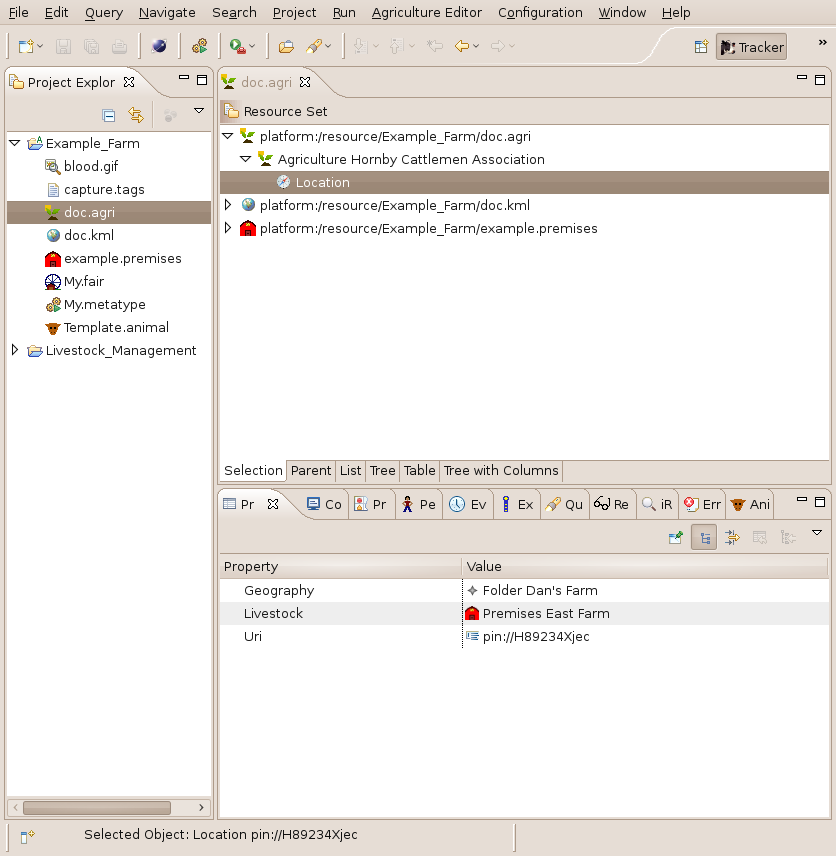 File Edit Query Navigate Search Project Run Agriculture Editor Configuration Window Help
Tracker »
Project Explor
doc.agri
Resource Set
Example_Farm
blood.gif
capture.tags
doc.agri
doc.kml
example.premises
My.fair
My.metatype
Template.animal
Livestock_Management
platform:/resource/Example_Farm/doc.agri
Agriculture Hornby Cattlemen Association
Location
platform:/resource/Example_Farm/doc.kml
platform:/resource/Example_Farm/example.premises
Selection Parent List Tree Table Tree with Columns
Pr Co Pr Pe Ev Ex Qu Re iR Err Ani
Property Value
Geography Folder Dan's Farm
Livestock Premises East Farm
Uri pin://H89234Xjec
Selected Object: Location pin://H89234Xjec